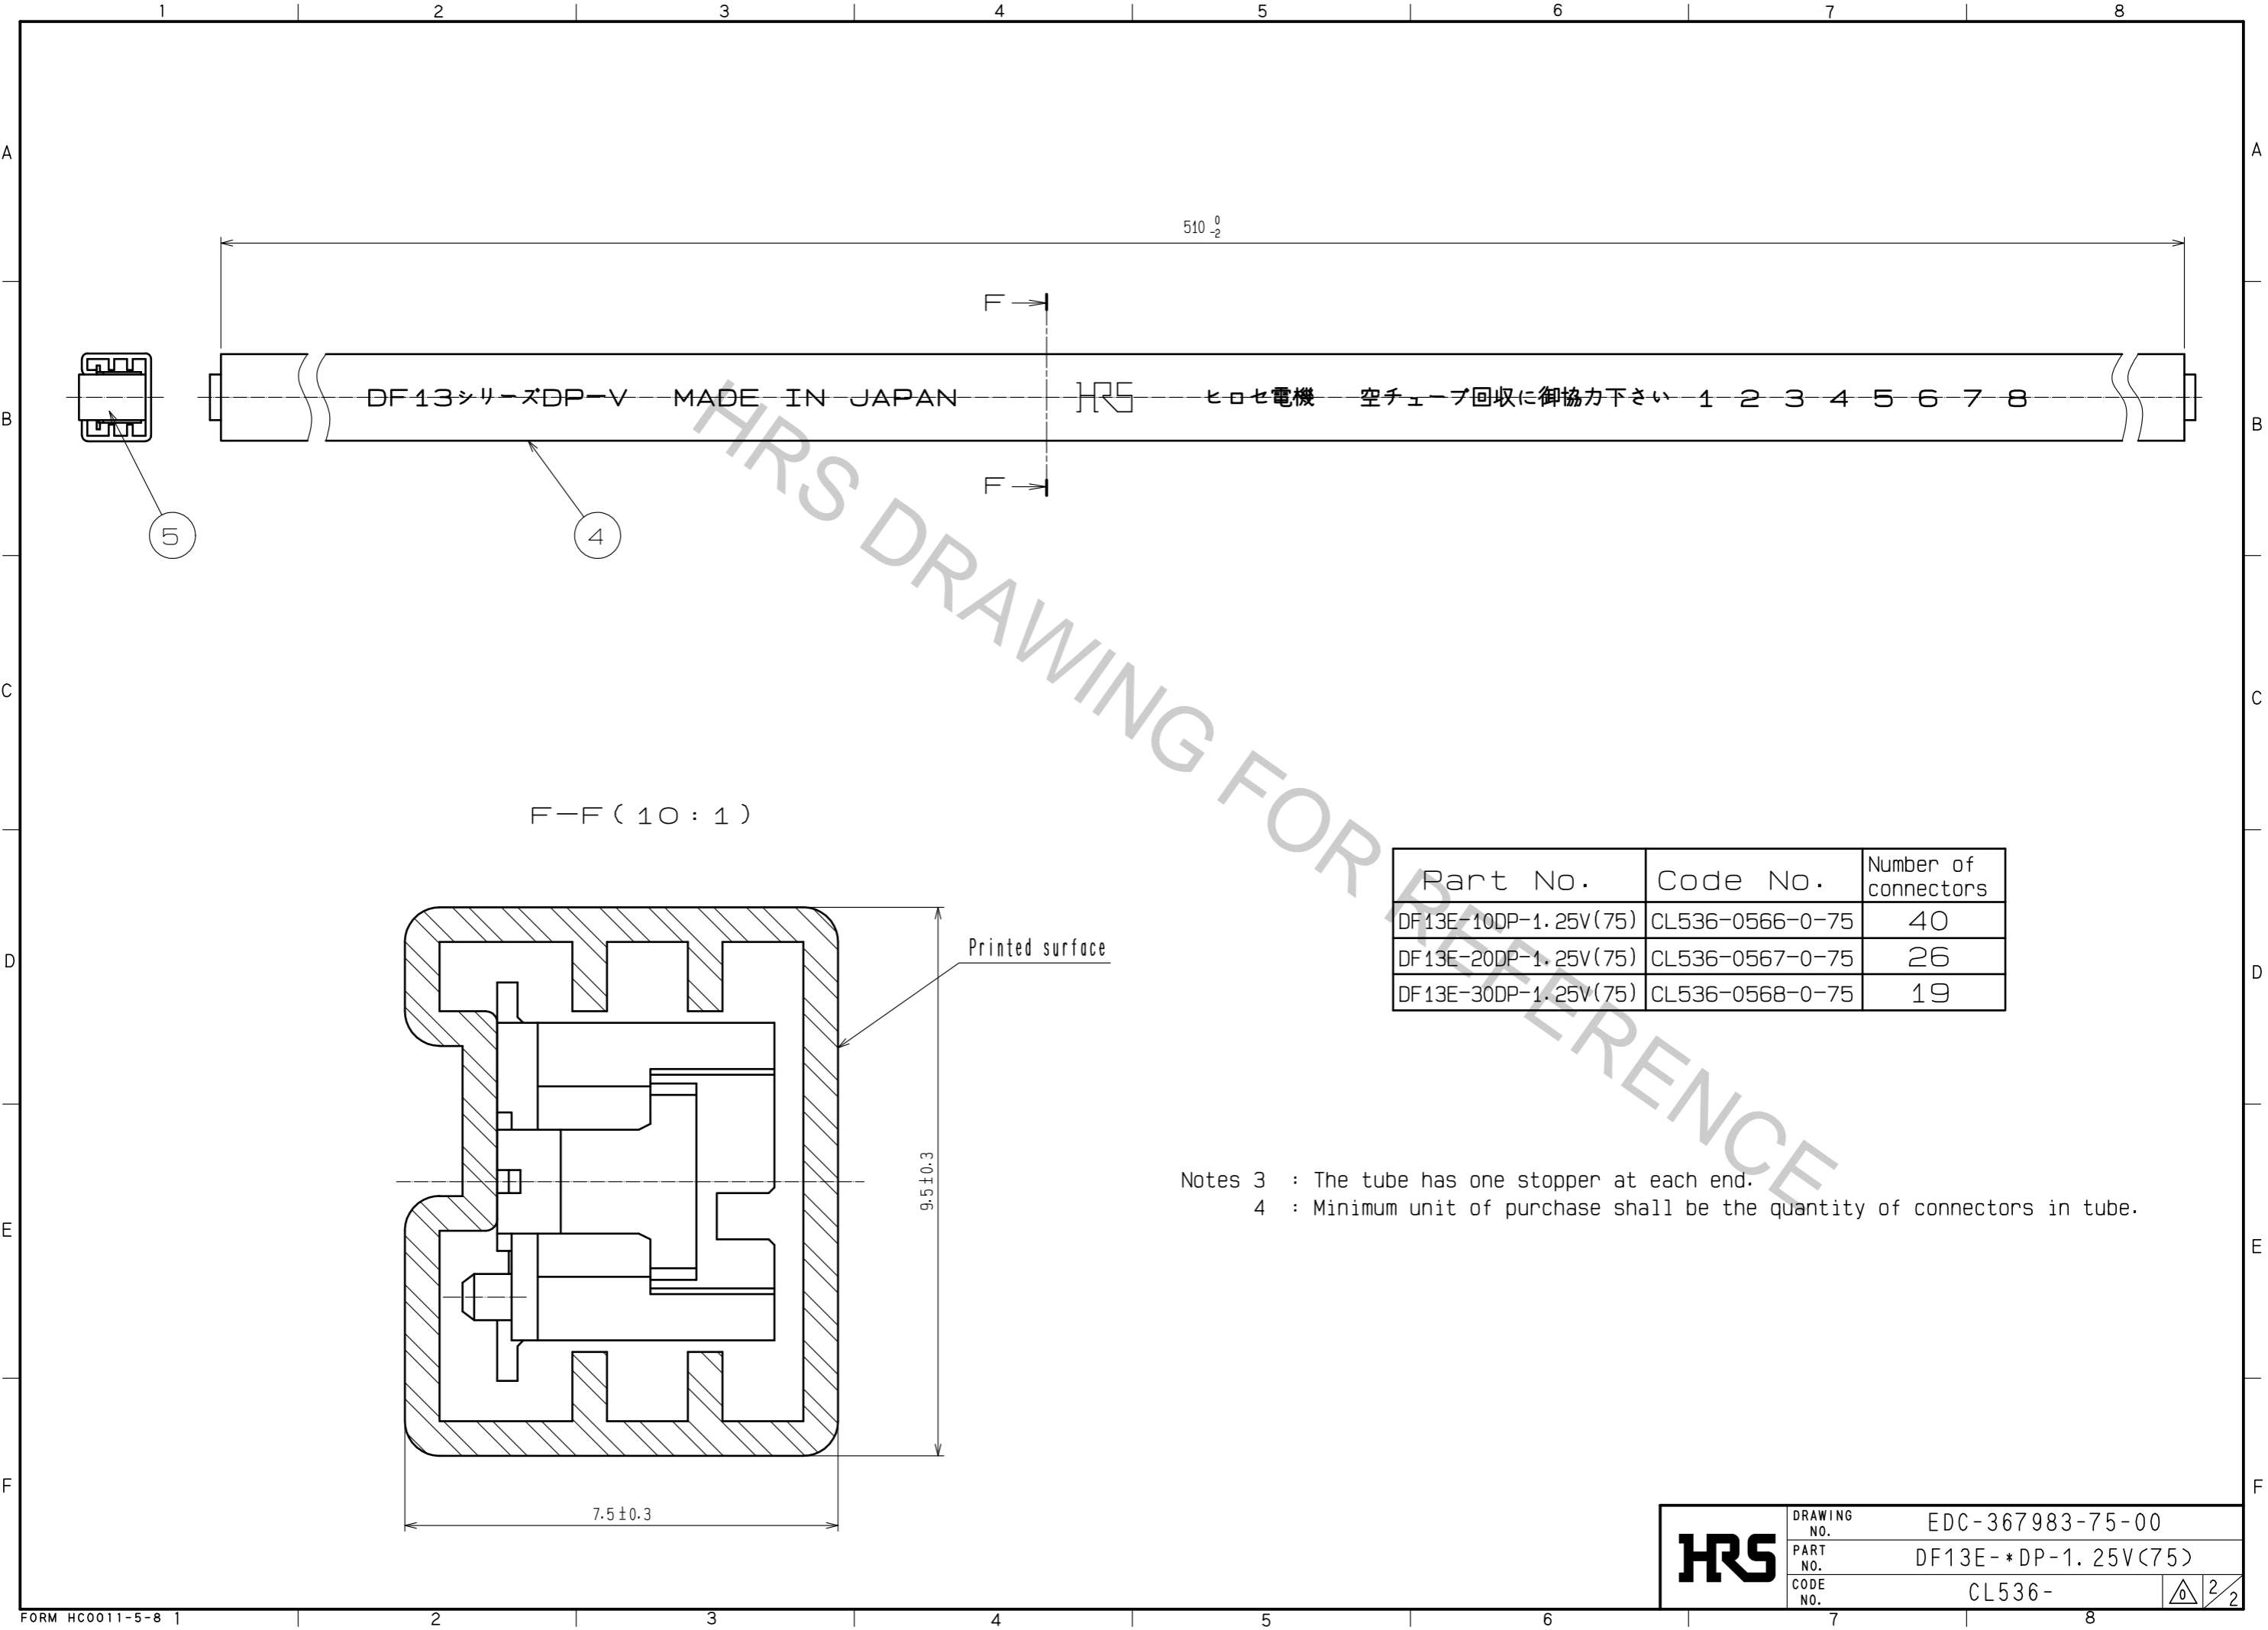 1 2 3 4 5 6 7 8
A A
510 0 -2
F
DF13シリーズDP-V MADE IN JAPAN HRS ヒロセ電機 空チューブ回収に御協力下さい 1 2 3 4 5 6 7 8
B B
F
5 4
HRS DRAWING FOR REFERENCE
C C
F-F(10:1)
Part No. Code No. Number of connectors
DF13E-10DP-1.25V(75) CL536-0566-0-75 40
DF13E-20DP-1.25V(75) CL536-0567-0-75 26
DF13E-30DP-1.25V(75) CL536-0568-0-75 19
Printed surface
D D
9.5±0.3
Notes 3 : The tube has one stopper at each end.
4 : Minimum unit of purchase shall be the quantity of connectors in tube.
E E
F F
7.5±0.3
HRS
DRAWING NO. EDC-367983-75-00
PART NO. DF13E-*DP-1.25V(75)
CODE NO. CL536- 0 2/2
FORM HC0011-5-8 1 2 3 4 5 6 7 8